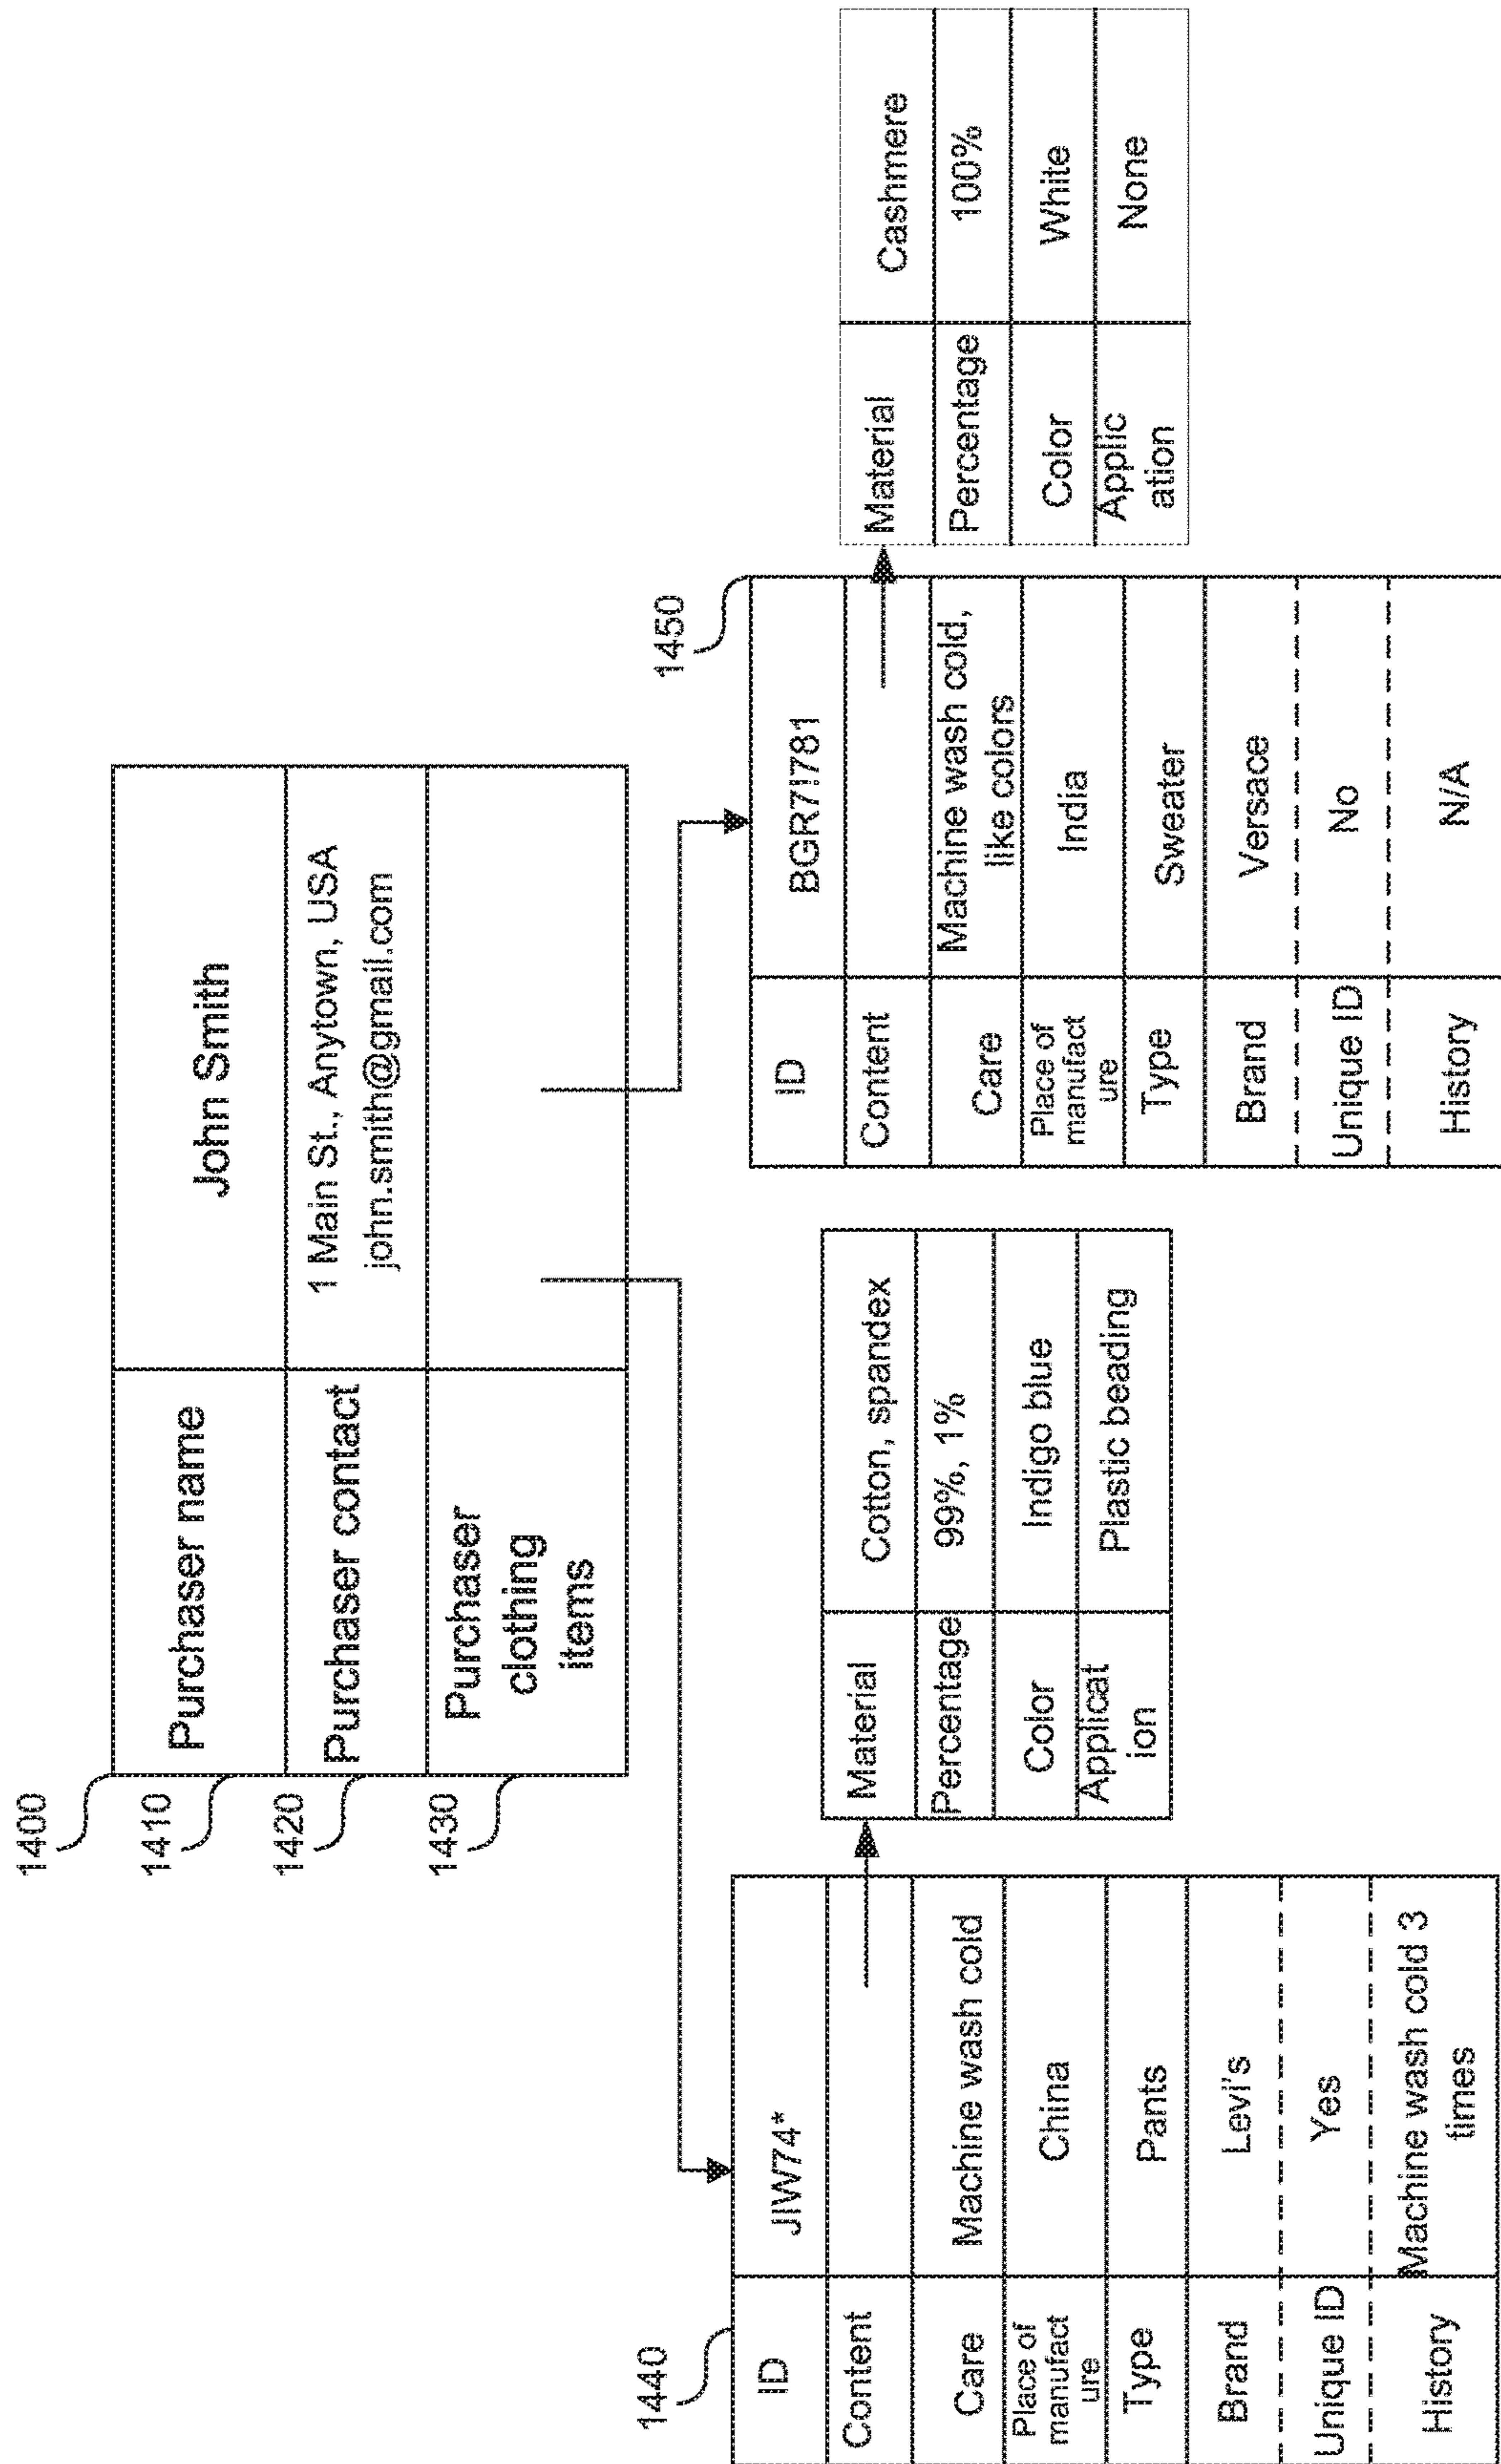 1400
1410
Purchaser name
John Smith
1420
Purchaser contact
1 Main St., Anytown, USA
john.smith@gmail.com
1430
Purchaser
clothing
items
1440
ID
JIW74*
Content
Care
Machine wash cold
Place of
manufact
ure
China
Type
Pants
Brand
Levi's
Unique ID
Yes
History
Machine wash cold 3
times
Material
Cotton, spandex
Percentage
99%, 1%
Color
Indigo blue
Applicat
ion
Plastic beading
1450
ID
BGR7!781
Content
Care
Machine wash cold,
like colors
Place of
manufact
ure
India
Type
Sweater
Brand
Versace
Unique ID
No
History
N/A
Material
Cashmere
Percentage
100%
Color
White
Applic
ation
None